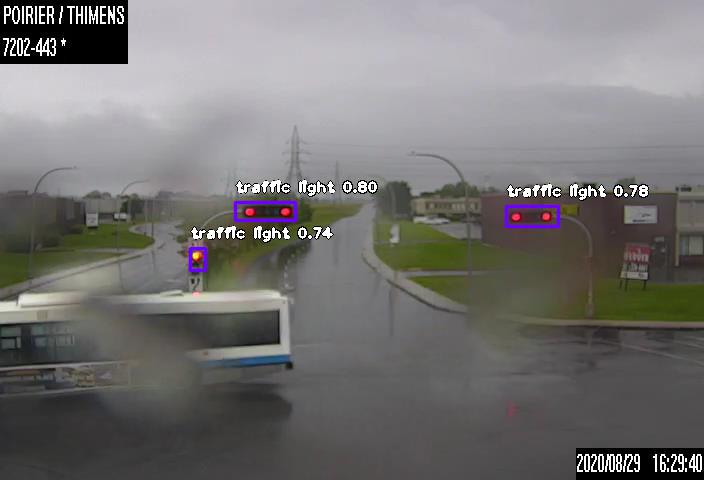 POIRIER / THIMENS
7202-443 *
traffic light 0.80
traffic light 0.78
traffic light 0.74
2020/08/29 16:29:40